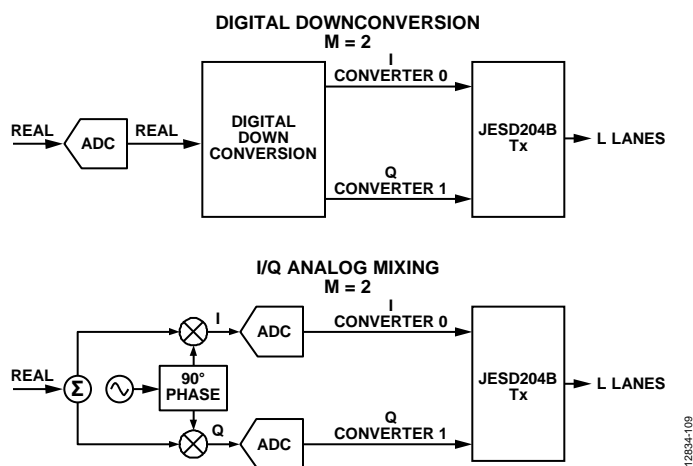 DIGITAL DOWNCONVERSION
M = 2
I
CONVERTER 0
REAL
ADC
REAL
DIGITAL
DOWN
CONVERSION
JESD204B
Tx
L LANES
Q
CONVERTER 1
I/Q ANALOG MIXING
M = 2
I
ADC
I
CONVERTER 0
REAL
Σ
90°
PHASE
JESD204B
Tx
L LANES
Q
ADC
Q
CONVERTER 1
12834-109